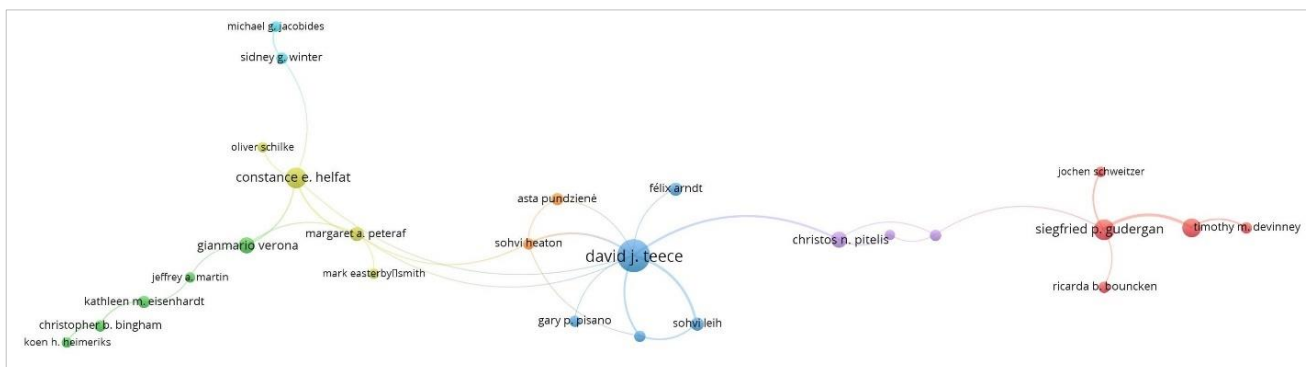 michael g. jacobides
sidney g. winter
oliver schilke
constance e. helfat
gianmario verona
margaret a. peteraf
mark easterbyflsmith
jeffrey a. martin
kathleen m. eisenhardt
christopher b. bingham
koen h. heimeriks
asta pundzienė
sohvi heaton
félix arndt
david j. teece
gary p. pisano
sohvi leih
christos n. pitelis
jochen schweitzer
siegfried p. gudergan
timothy m. devinney
ricarda b. bouncken